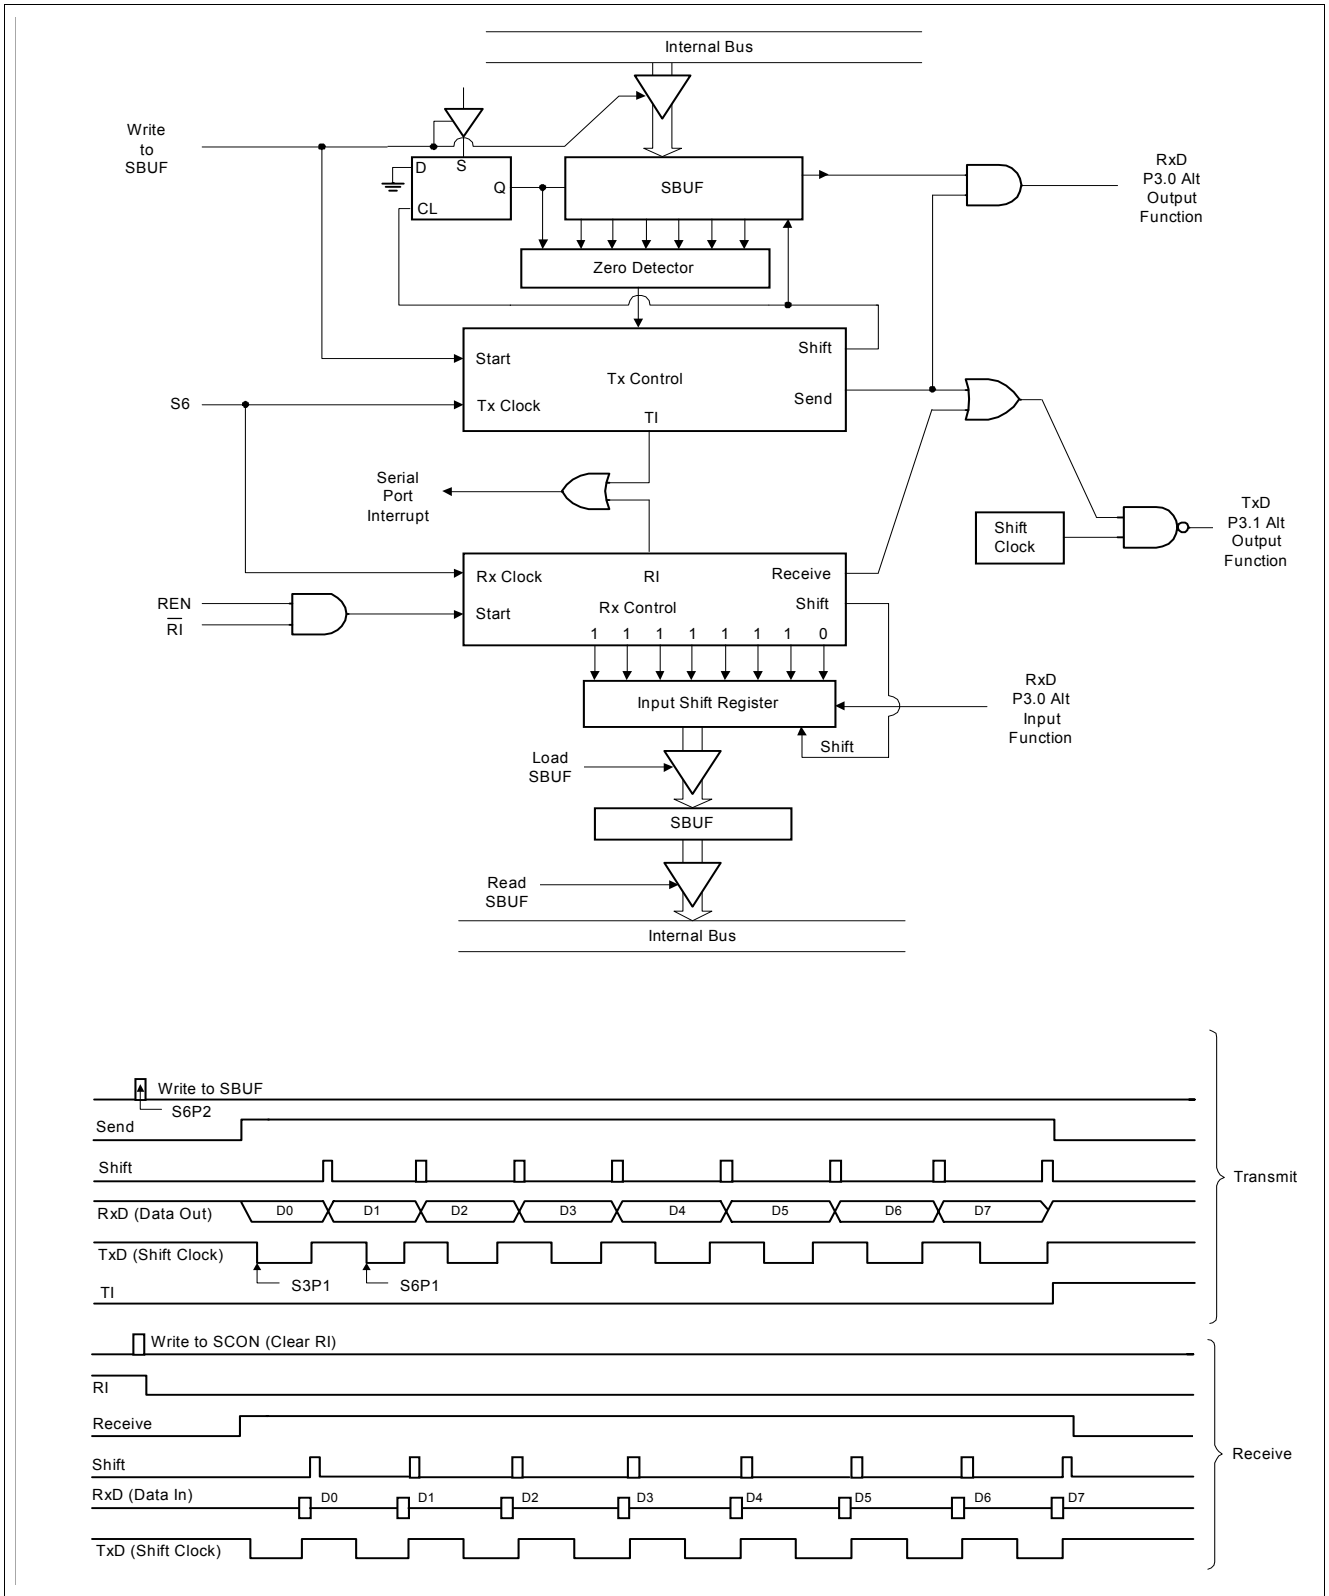 Internal Bus
Write
to
SBUF
D
S
Q
CL
SBUF
RxD
P3.0 Alt
Output
Function
Zero Detector
Start
Shift
Tx Control
Send
S6
Tx Clock
TI
Serial
Port
Interrupt
Shift
Clock
TxD
P3.1 Alt
Output
Function
Rx Clock
RI
Receive
REN
RI
Start
Rx Control
Shift
1 1 1 1 1 1 1 0
Input Shift Register
RxD
P3.0 Alt
Input
Function
Shift
Load
SBUF
SBUF
Read
SBUF
Internal Bus
Write to SBUF
S6P2
Send
Shift
RxD (Data Out)
D0 D1 D2 D3 D4 D5 D6 D7
TxD (Shift Clock)
S3P1
S6P1
TI
Transmit
Write to SCON (Clear RI)
RI
Receive
Shift
RxD (Data In)
D0 D1 D2 D3 D4 D5 D6 D7
TxD (Shift Clock)
Receive